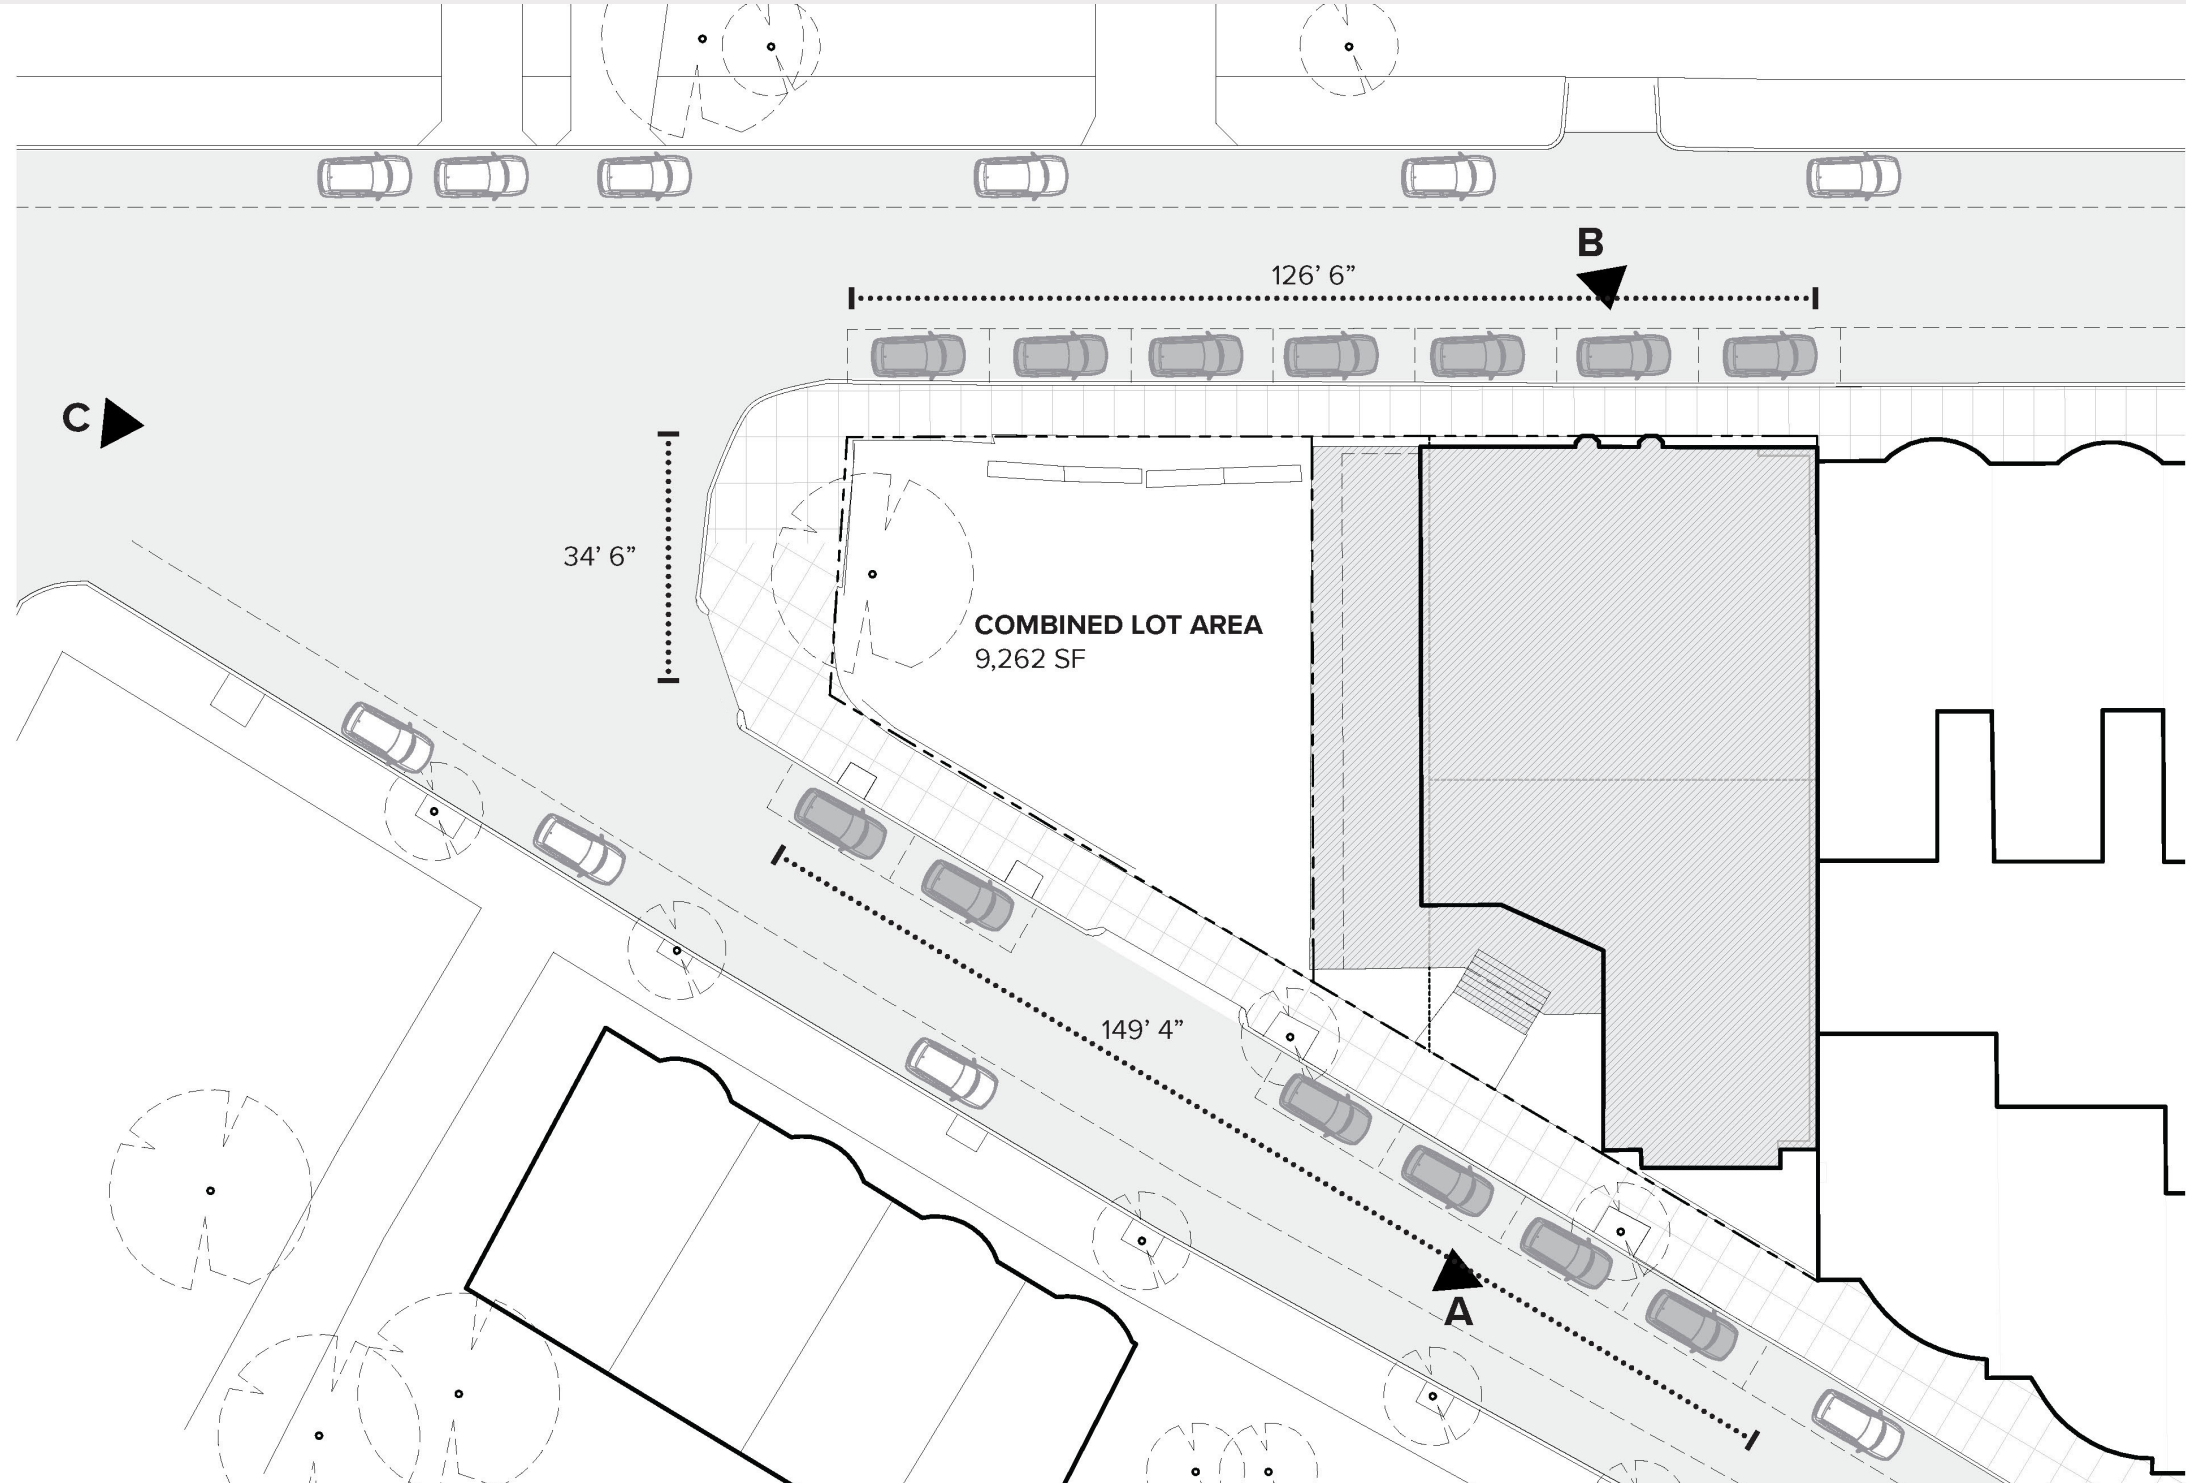 B
126’ 6”
C
34’ 6”
COMBINED LOT AREA
9,262 SF
149’ 4”
A